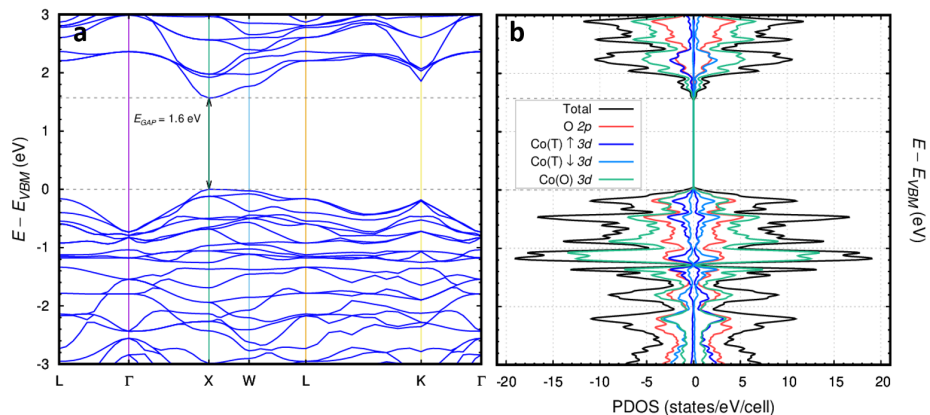 a
3
2
1
0
-1
-2
-3
E − E_VBM (eV)
E_GAP = 1.6 eV
L Γ X W L K Γ
b
Total
O 2p
Co(T) ↑ 3d
Co(T) ↓ 3d
Co(O) 3d
-20 -15 -10 -5 0 5 10 15 20
PDOS (states/eV/cell)
E − E_VBM (eV)